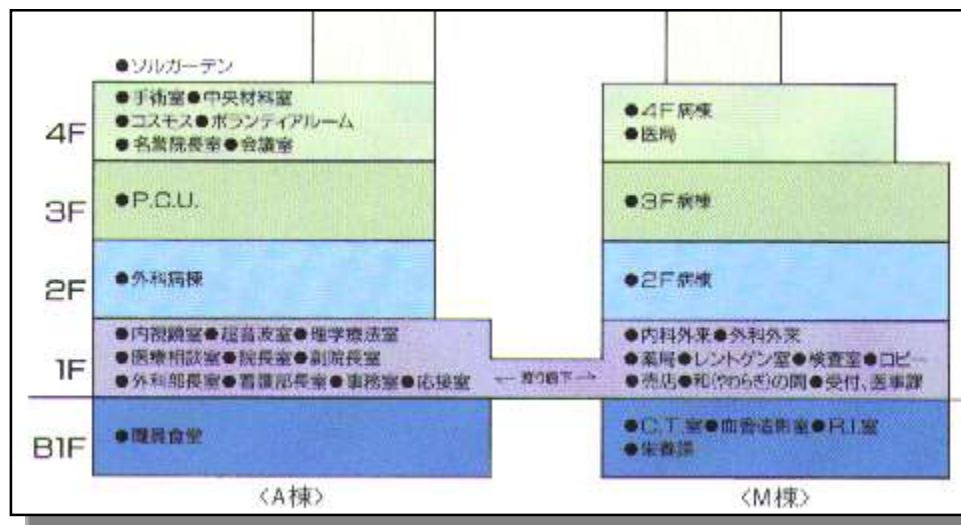 ●ソルガーデン
4F
●手術室●中央材料室
●コスモス●ボランティアルーム
●名誉院長室●会議室
3F
●P.C.U.
2F
●外科病棟
1F
●内視鏡室●超音波室●理学療法室
●医療相談室●院長室●副院長室
●外科部長室●看護部長室●事務室●応接室
B1F
●職員食堂
〈A棟〉
←渡り廊下→
●4F病棟
●医局
●3F病棟
●2F病棟
●内科外来●外科外来
●薬局●レントゲン室●検査室●ロビー
●売店●和(やわらぎ)の間●受付、医事課
●C.T.室●血管造影室●R.I.室
●栄養課
〈M棟〉